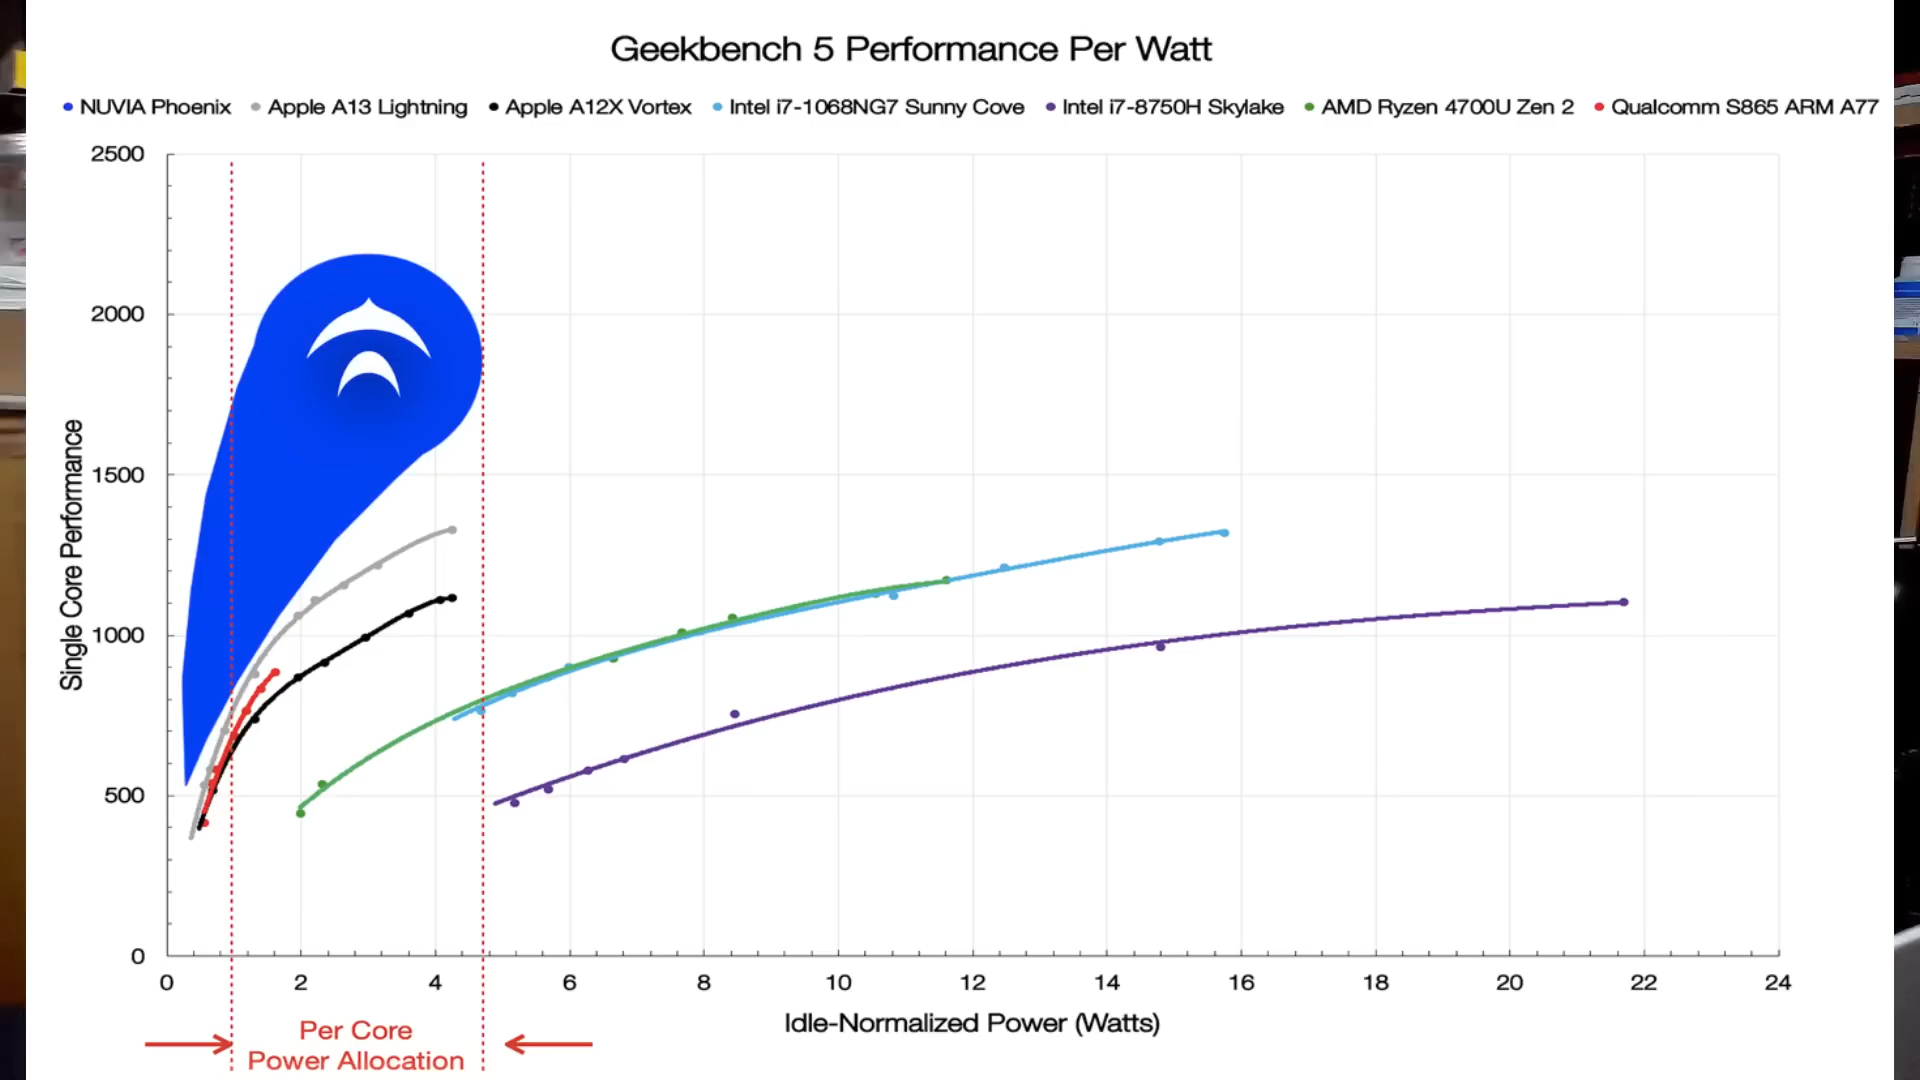 Geekbench 5 Performance Per Watt
NUVIA Phoenix Apple A13 Lightning Apple A12X Vortex Intel i7-1068NG7 Sunny Cove Intel i7-8750H Skylake AMD Ryzen 4700U Zen 2 Qualcomm S865 ARM A77
2500
2000
1500
1000
500
0
Single Core Performance
0 2 4 6 8 10 12 14 16 18 20 22 24
Idle-Normalized Power (Watts)
Per Core
Power Allocation